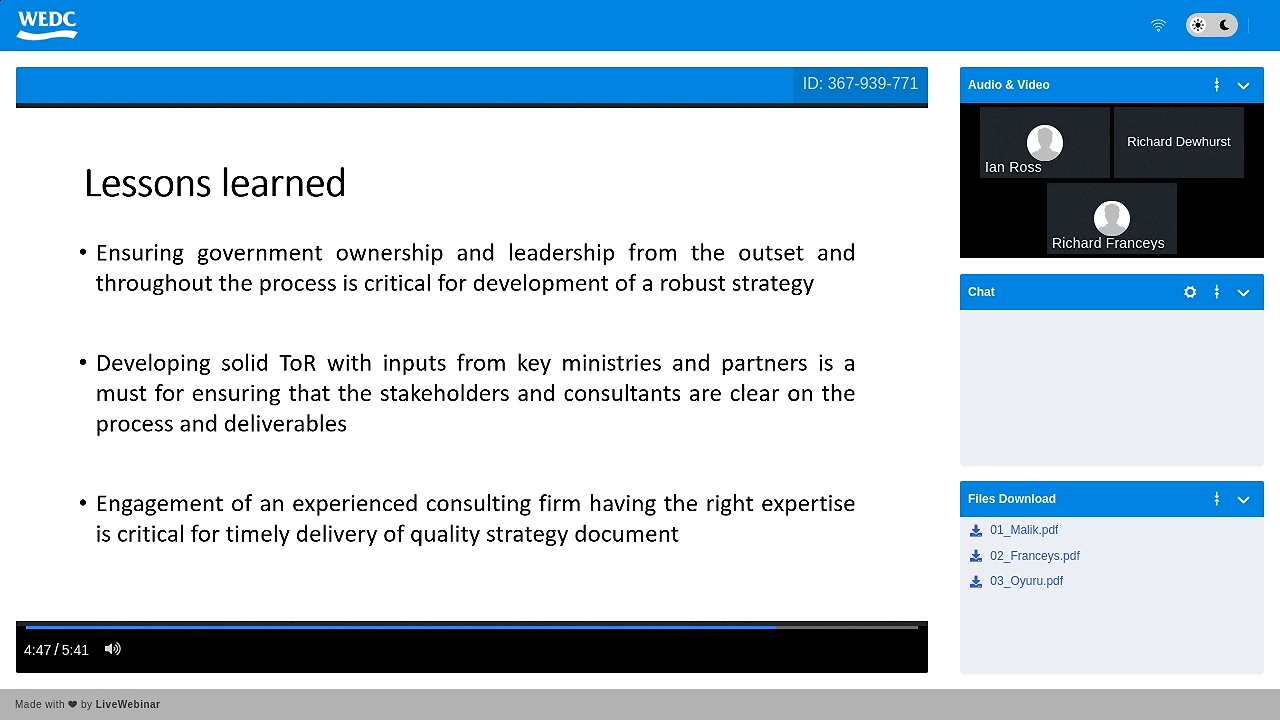 WEDC
ID: 367-939-771
Lessons learned
• Ensuring government ownership and leadership from the outset and
throughout the process is critical for development of a robust strategy
• Developing solid ToR with inputs from key ministries and partners is a
must for ensuring that the stakeholders and consultants are clear on the
process and deliverables
• Engagement of an experienced consulting firm having the right expertise
is critical for timely delivery of quality strategy document
4:47 / 5:41
Audio & Video
Ian Ross
Richard Dewhurst
Richard Franceys
Chat
Files Download
01_Malik.pdf
02_Franceys.pdf
03_Oyuru.pdf
Made with ❤ by LiveWebinar